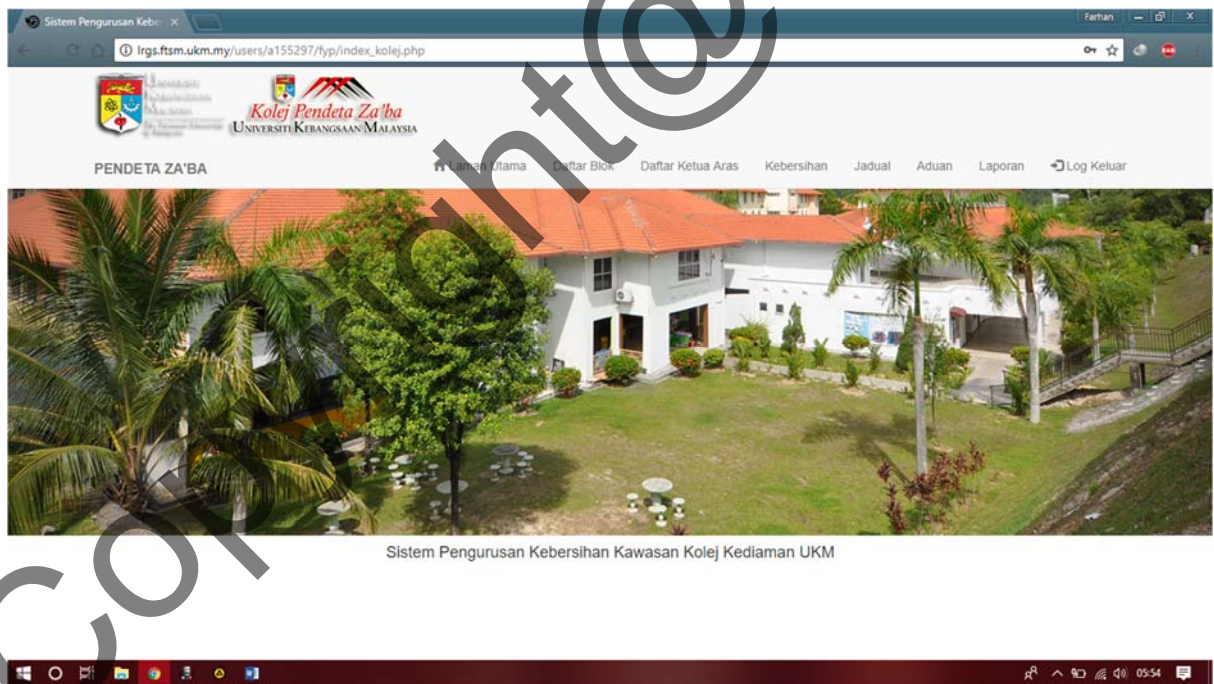 Sistem Pengurusan Keber
Farhan
lrgs.ftsm.ukm.my/users/a155297/fyp/index_kolej.php
Kolej Pendeta Za'ba
UNIVERSITI KEBANGSAAN MALAYSIA
PENDETA ZA'BA
Laman Utama Daftar Blok Daftar Ketua Aras Kebersihan Jadual Aduan Laporan Log Keluar
Sistem Pengurusan Kebersihan Kawasan Kolej Kediaman UKM
05:54
Copyright@